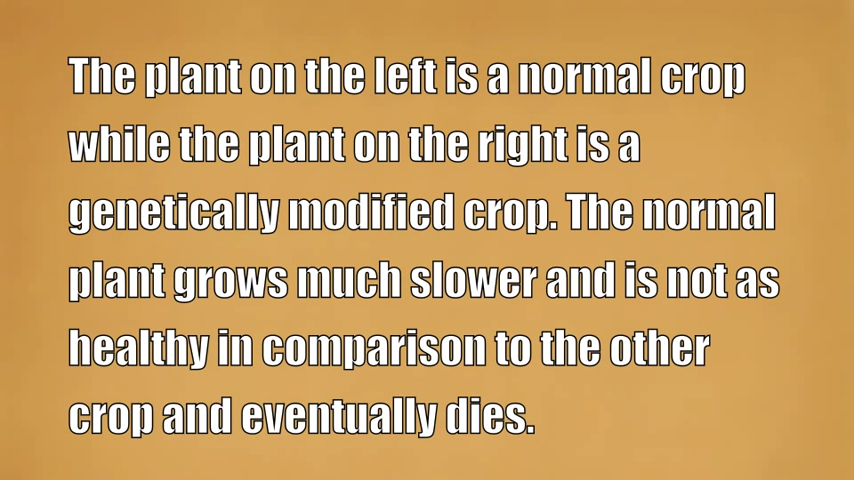 The plant on the left is a normal crop
while the plant on the right is a
genetically modified crop. The normal
plant grows much slower and is not as
healthy in comparison to the other
crop and eventually dies.